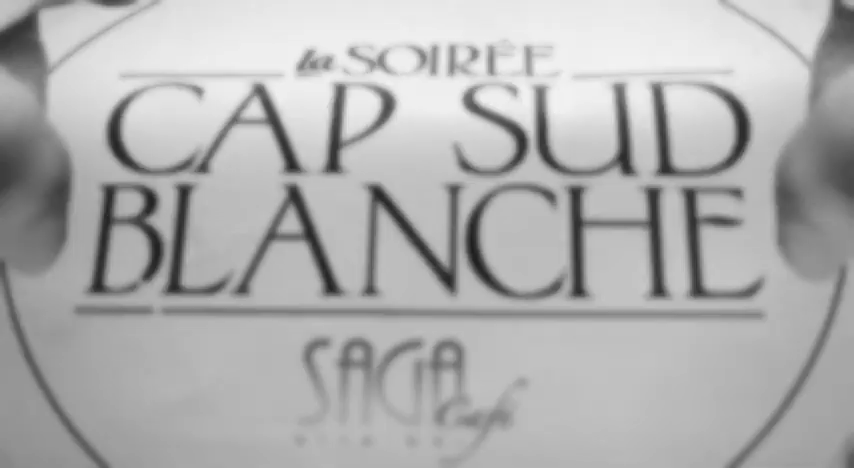 la SOIRÉE
CAP SUD
BLANCHE
SAGA
Café